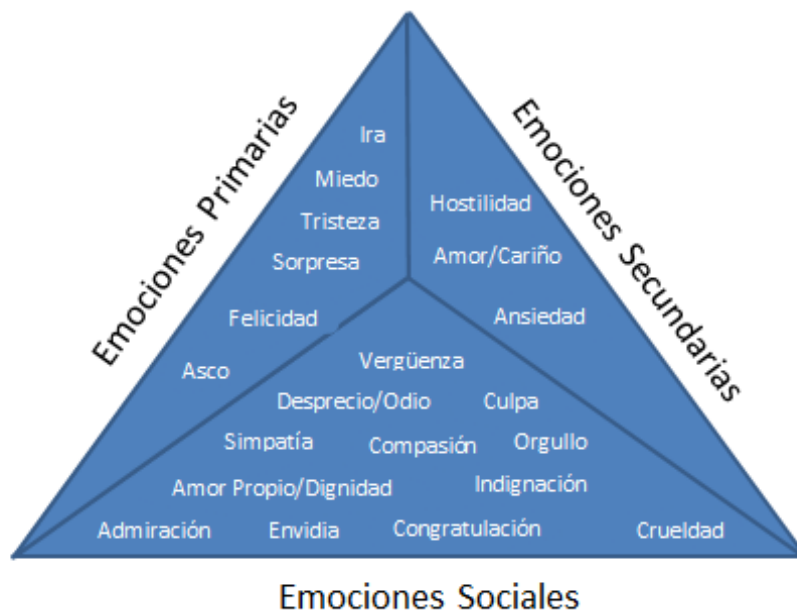 Emociones Primarias
Ira
Miedo
Tristeza
Sorpresa
Felicidad
Asco
Emociones Secundarias
Hostilidad
Amor/Cariño
Ansiedad
Vergüenza
Desprecio/Odio Culpa
Simpatía Compasión Orgullo
Amor Propio/Dignidad Indignación
Admiración Envidia Congratulación Crueldad
Emociones Sociales